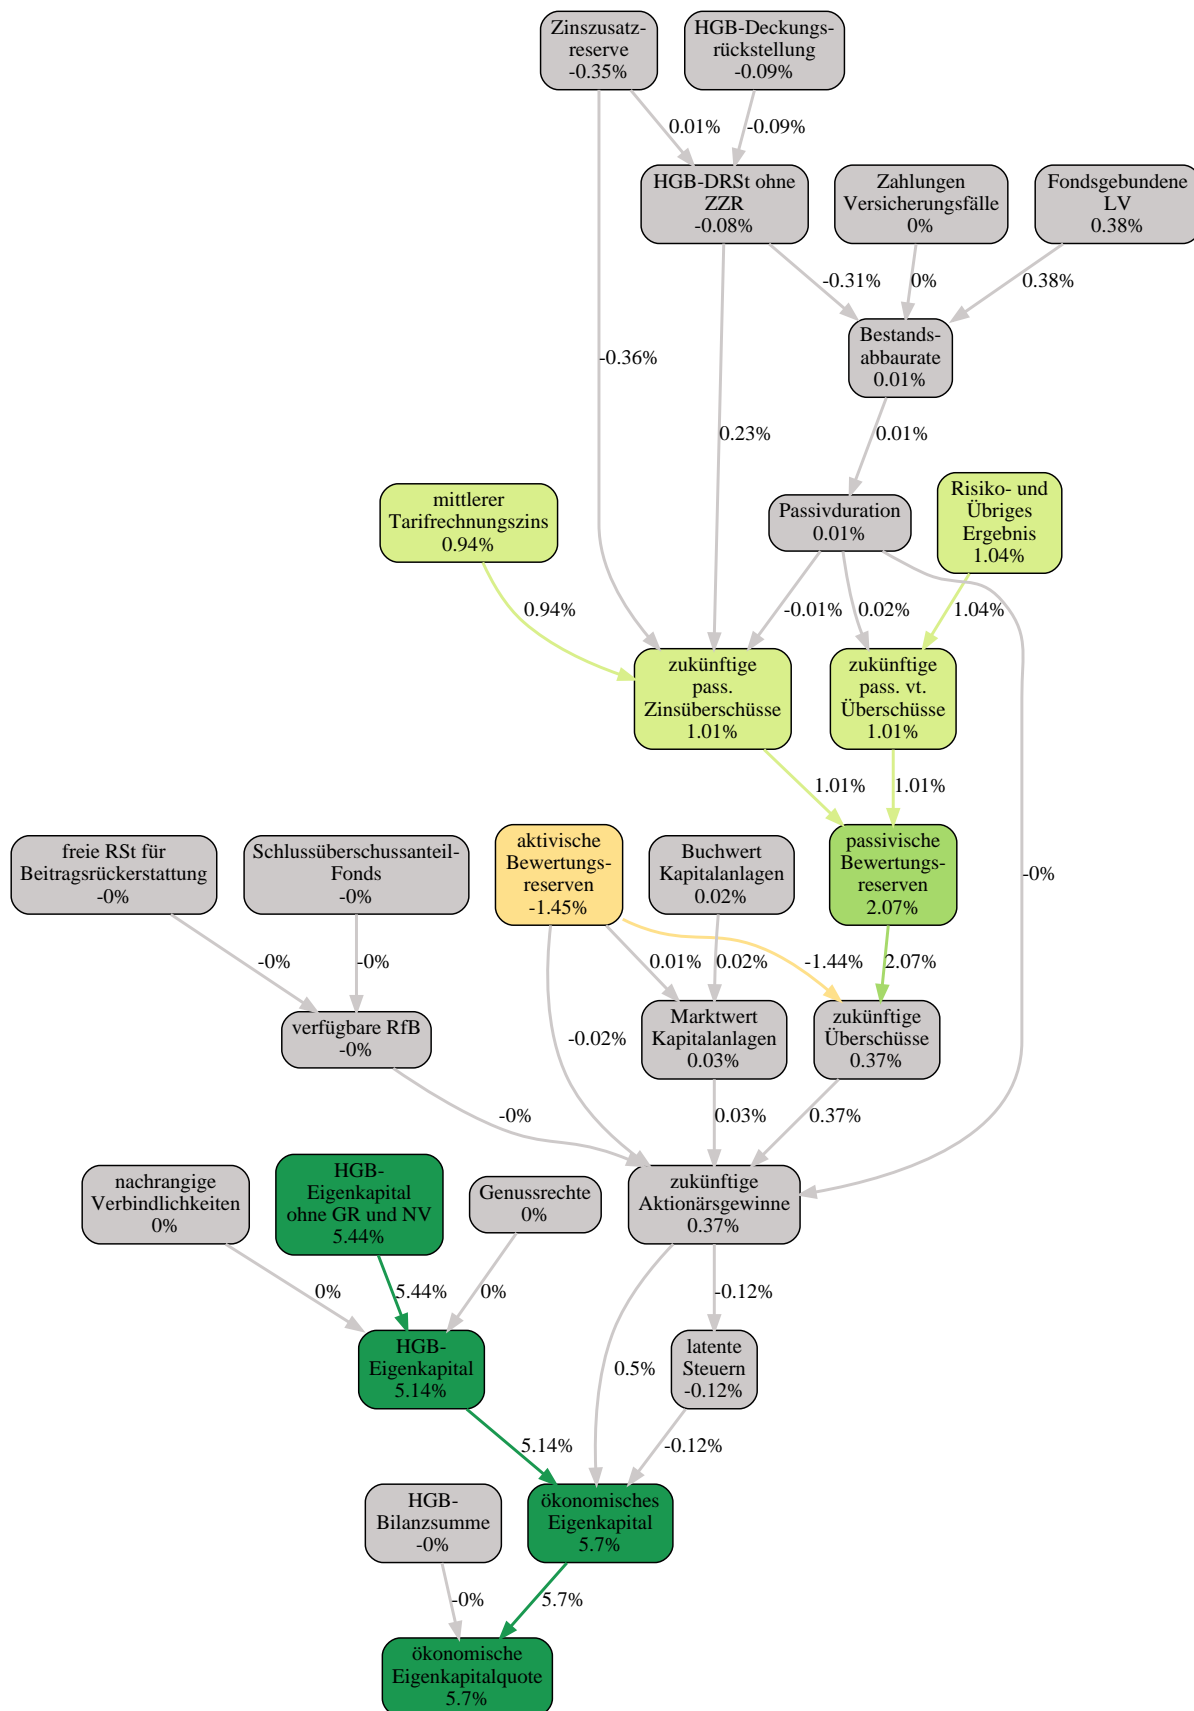 Zinszusatz-
reserve
-0.35%
HGB-Deckungs-
rückstellung
-0.09%
0.01%
-0.09%
HGB-DRSt ohne
ZZR
-0.08%
Zahlungen
Versicherungsfälle
0%
Fondsgebundene
LV
0.38%
-0.31%
0%
0.38%
Bestands-
abbaurate
0.01%
-0.36%
0.23%
0.01%
mittlerer
Tarifrechnungszins
0.94%
Passivduration
0.01%
Risiko- und
Übriges
Ergebnis
1.04%
0.94%
-0.01%
0.02%
1.04%
zukünftige
pass.
Zinsüberschüsse
1.01%
zukünftige
pass. vt.
Überschüsse
1.01%
1.01%
1.01%
freie RSt für
Beitragsrückerstattung
-0%
Schlussüberschussanteil-
Fonds
-0%
aktivische
Bewertungs-
reserven
-1.45%
Buchwert
Kapitalanlagen
0.02%
passivische
Bewertungs-
reserven
2.07%
-0%
-0%
-0%
0.01%
0.02%
-1.44%
2.07%
verfügbare RfB
-0%
-0.02%
Marktwert
Kapitalanlagen
0.03%
zukünftige
Überschüsse
0.37%
-0%
0.03%
0.37%
nachrangige
Verbindlichkeiten
0%
HGB-
Eigenkapital
ohne GR und NV
5.44%
Genussrechte
0%
zukünftige
Aktionärsgewinne
0.37%
0%
5.44%
0%
-0.12%
HGB-
Eigenkapital
5.14%
0.5%
latente
Steuern
-0.12%
5.14%
-0.12%
HGB-
Bilanzsumme
-0%
ökonomisches
Eigenkapital
5.7%
-0%
5.7%
ökonomische
Eigenkapitalquote
5.7%